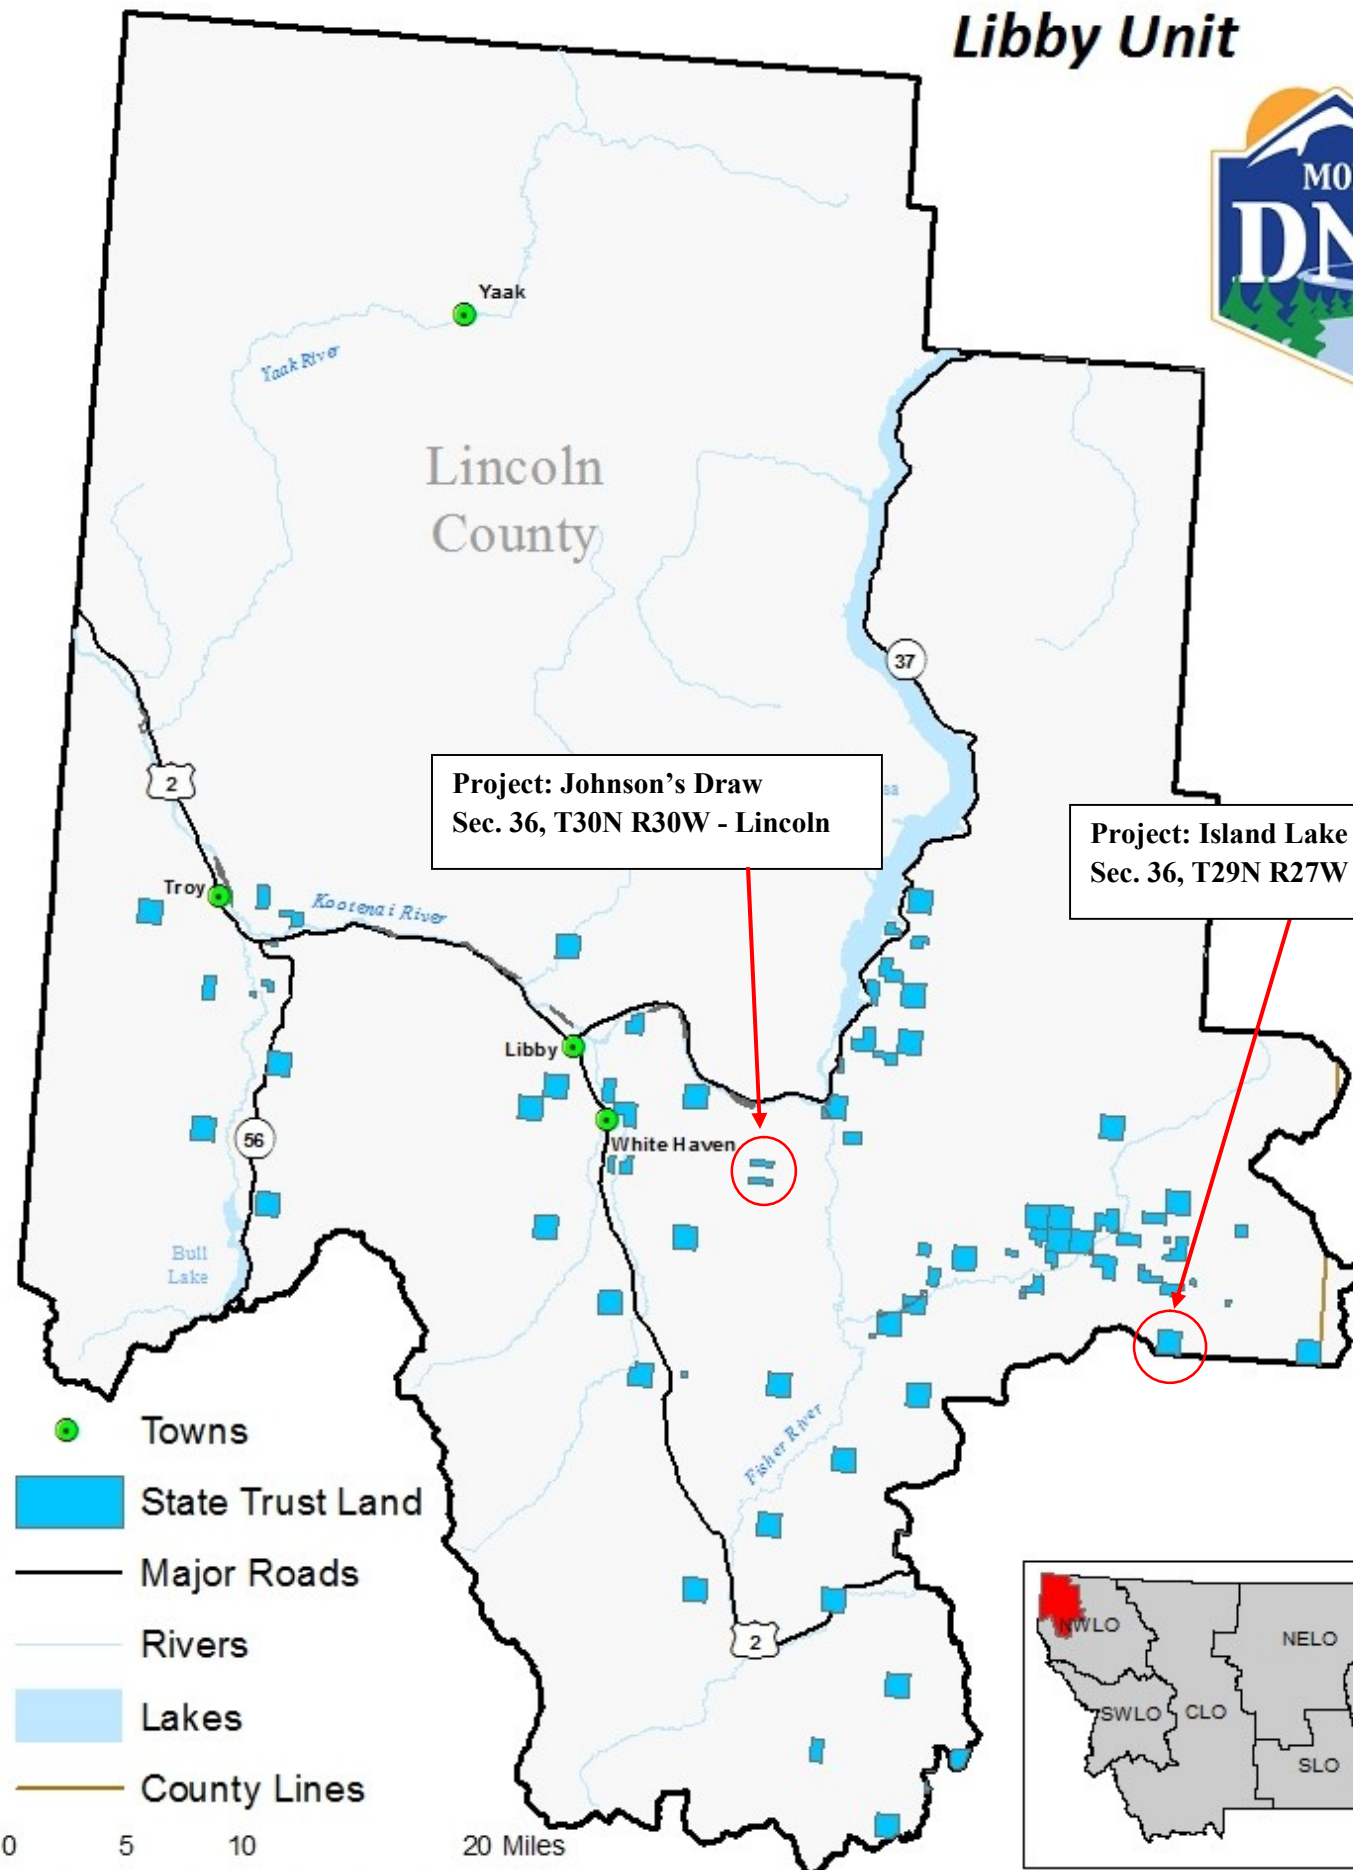 Libby Unit
Yaak
Yaak River
Lincoln
County
37
2
Project: Johnson's Draw
Sec. 36, T30N R30W - Lincoln
Project: Island Lake
Sec. 36, T29N R27W
Troy
Kootenai River
Libby
White Haven
56
Bull
Lake
Fisher River
2
Towns
State Trust Land
Major Roads
Rivers
Lakes
County Lines
0 5 10 20 Miles
NWLO
NELO
SWLO
CLO
SLO